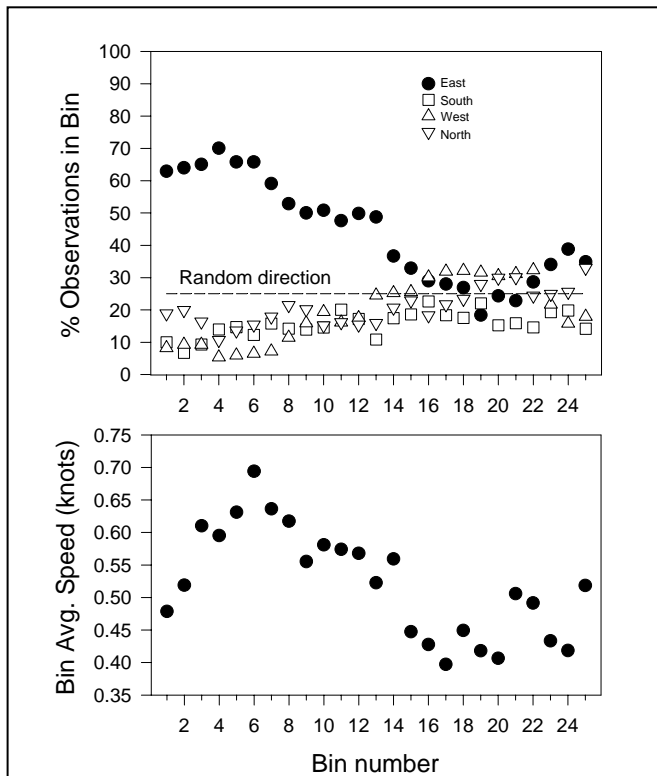 100
90
80
70
60
50
40
30
20
10
0
% Observations in Bin
East
South
West
North
Random direction
2 4 6 8 10 12 14 16 18 20 22 24
0.75
0.70
0.65
0.60
0.55
0.50
0.45
0.40
0.35
Bin Avg. Speed (knots)
2 4 6 8 10 12 14 16 18 20 22 24
Bin number